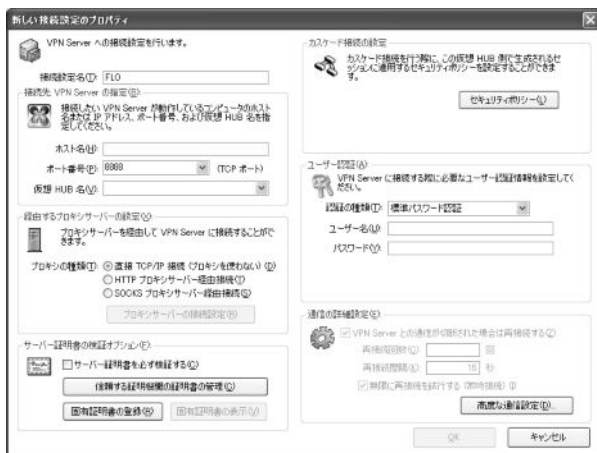 新しい接続設定のプロパティ
VPN Server への接続設定を行います。
接続設定名(T): FLO
接続先 VPN Server の指定(B):
接続したい VPN Server が動作しているコンピュータのホスト
名または IP アドレス、ポート番号、および仮想 HUB 名を指
定してください。
ホスト名(H):
ポート番号(P): 8888 (TCP ポート)
仮想 HUB 名(V):
経由するプロキシサーバーの設定(X):
プロキシサーバーを経由して VPN Server に接続することがで
きます。
プロキシの種類(T): 直接 TCP/IP 接続 (プロキシを使わない) (D)
HTTP プロキシサーバー経由接続(T)
SOCKS プロキシサーバー経由接続(S)
プロキシサーバーの接続設定(R)
サーバー証明書の検証オプション(F):
サーバー証明書を必ず検証する(C)
信頼する証明機関の証明書の管理(C)
固有証明書の登録(R) 固有証明書の表示(V)
カスケード接続の設定
カスケード接続を行う際に、この仮想 HUB 側で生成されるセ
ッションに適用するセキュリティポリシーを設定することができま
す。
セキュリティポリシー(L)
ユーザー認証(A)
VPN Server に接続する際に必要なユーザー認証情報を設定してく
ださい。
認証の種類(T): 標準パスワード認証
ユーザー名(U):
パスワード(Y):
通信の詳細設定(E)
VPN Server との通信が切断された場合は再接続する(Z)
再接続回数(L) 回
再接続間隔(K) 15 秒
無限に再接続を試行する (常時接続) (I)
高度な通信設定(D)...
OK キャンセル